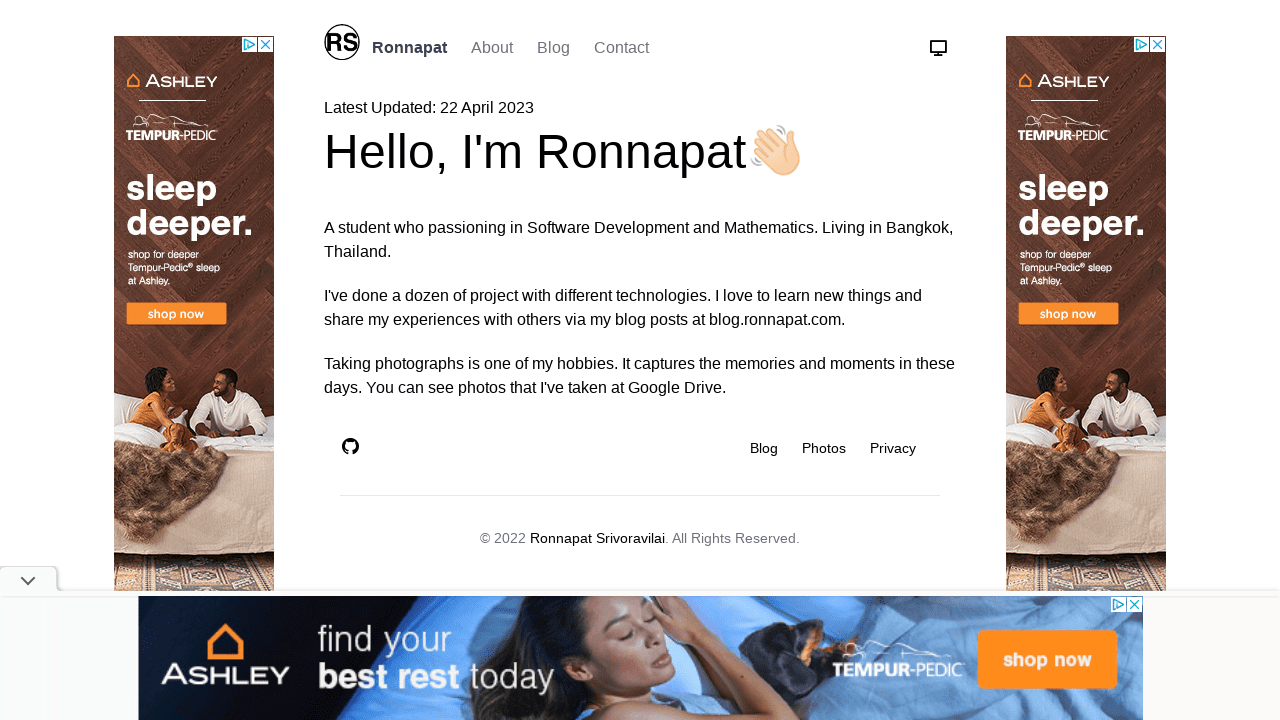 RS
Ronnapat About Blog Contact
Latest Updated: 22 April 2023
Hello, I'm Ronnapat👋🏻
A student who passioning in Software Development and Mathematics. Living in Bangkok,
Thailand.
I've done a dozen of project with different technologies. I love to learn new things and
share my experiences with others via my blog posts at blog.ronnapat.com.
Taking photographs is one of my hobbies. It captures the memories and moments in these
days. You can see photos that I've taken at Google Drive.
Blog Photos Privacy
© 2022 Ronnapat Srivoravilai. All Rights Reserved.
ASHLEY
TEMPUR-PEDIC
sleep
deeper.
shop for deeper
Tempur-Pedic® sleep
at Ashley.
shop now
ASHLEY
TEMPUR-PEDIC
sleep
deeper.
shop for deeper
Tempur-Pedic® sleep
at Ashley.
shop now
ASHLEY
find your
best rest today
TEMPUR-PEDIC
shop now